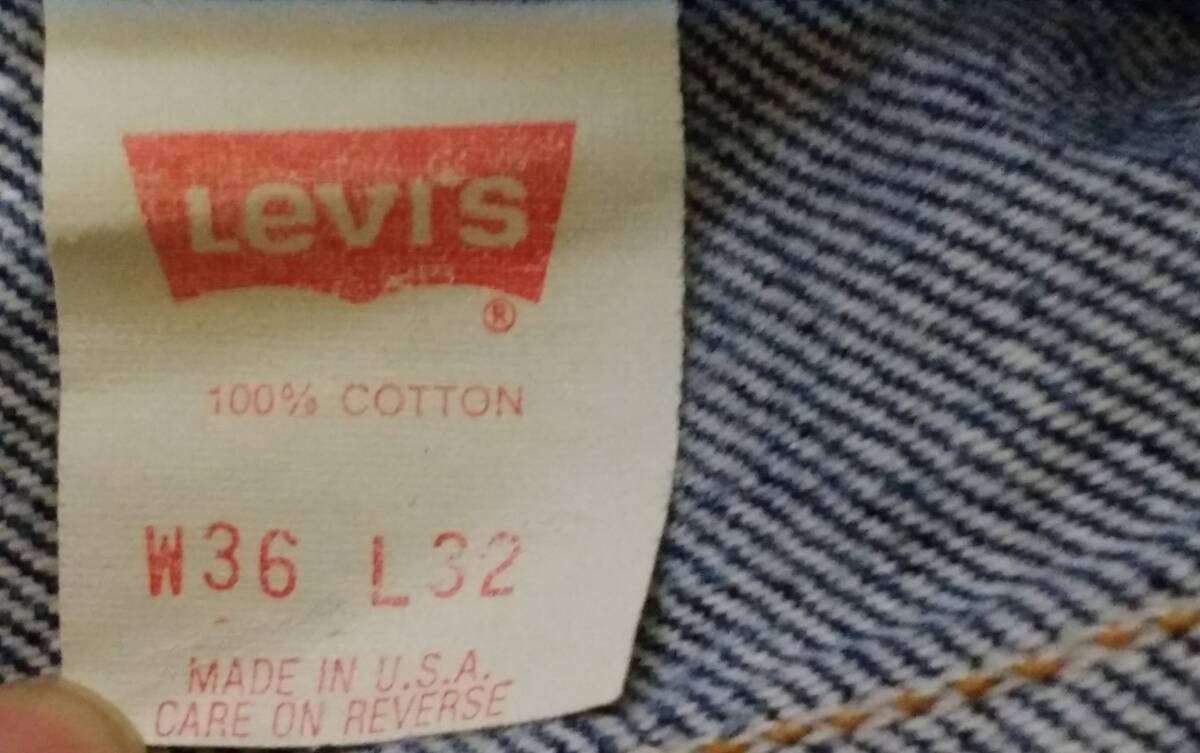 Levi's
®
100% COTTON
W36 L32
MADE IN U.S.A.
CARE ON REVERSE